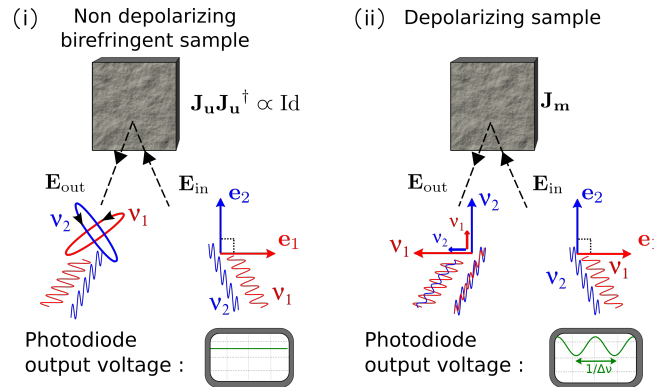 (i) Non depolarizing
birefringent sample
J_u J_u† ∝ Id
E_out
E_in
ν_2
ν_1
e_2
e_1
ν_2
ν_1
Photodiode
output voltage :
(ii) Depolarizing sample
J_m
E_out
E_in
ν_2
ν_1
ν_2
ν_1
e_2
e_1
ν_2
ν_1
Photodiode
output voltage :
1/Δν